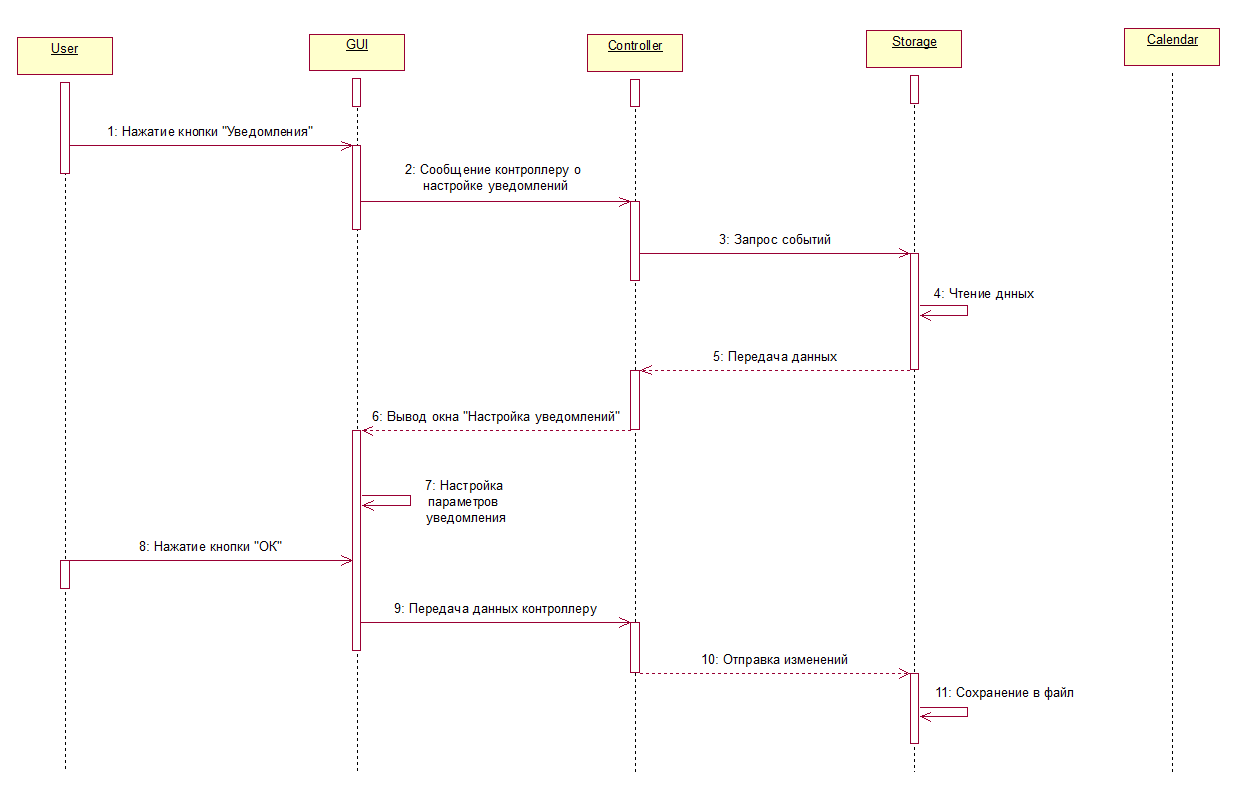 User
GUI
Controller
Storage
Calendar
1: Нажатие кнопки "Уведомления"
2: Сообщение контроллеру о
настройке уведомлений
3: Запрос событий
4: Чтение днных
5: Передача данных
6: Вывод окна "Настройка уведомлений"
7: Настройка
параметров
уведомления
8: Нажатие кнопки "ОК"
9: Передача данных контроллеру
10: Отправка изменений
11: Сохранение в файл